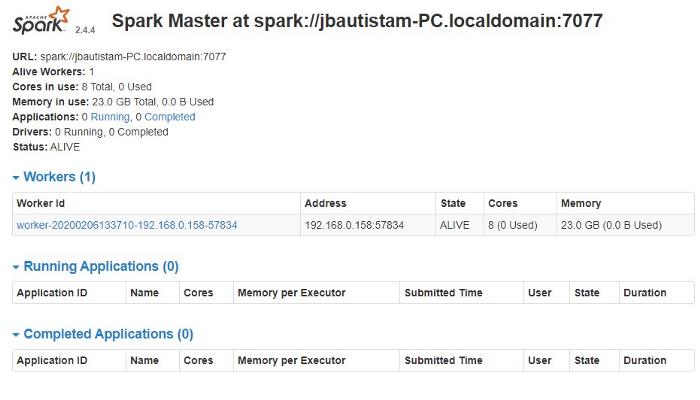 APACHE
Spark 2.4.4 Spark Master at spark://jbautistam-PC.localdomain:7077
URL: spark://jbautistam-PC.localdomain:7077
Alive Workers: 1
Cores in use: 8 Total, 0 Used
Memory in use: 23.0 GB Total, 0.0 B Used
Applications: 0 Running, 0 Completed
Drivers: 0 Running, 0 Completed
Status: ALIVE
Workers (1)
Worker Id Address State Cores Memory
worker-20200206133710-192.168.0.158-57834 192.168.0.158:57834 ALIVE 8 (0 Used) 23.0 GB (0.0 B Used)
Running Applications (0)
Application ID Name Cores Memory per Executor Submitted Time User State Duration
Completed Applications (0)
Application ID Name Cores Memory per Executor Submitted Time User State Duration